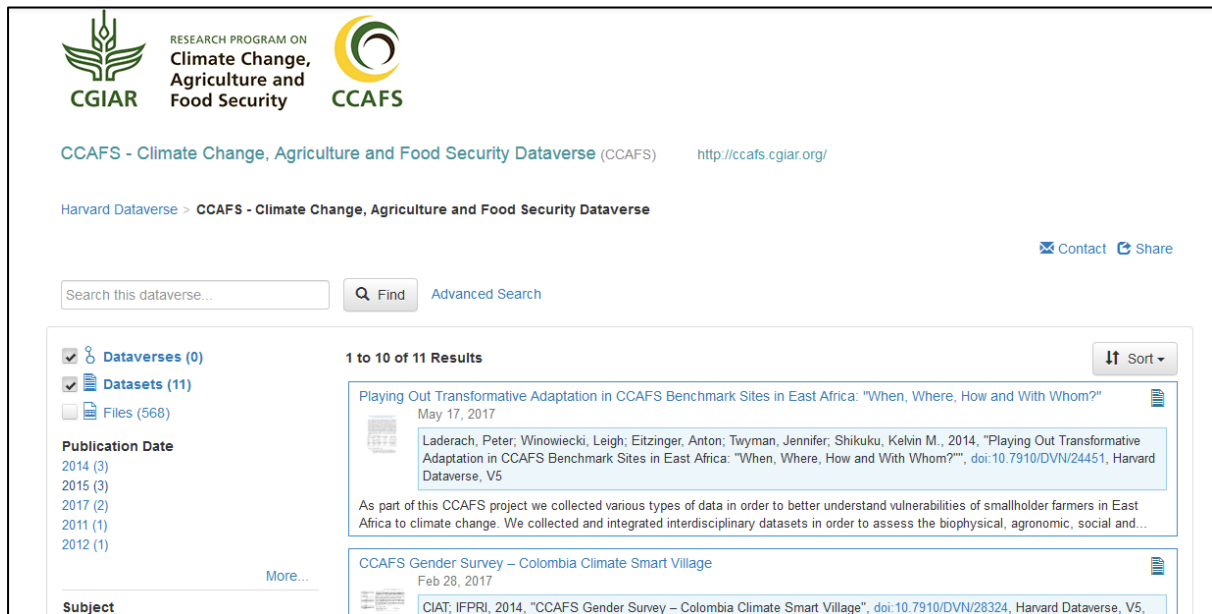 RESEARCH PROGRAM ON
Climate Change,
Agriculture and
Food Security
CGIAR
CCAFS
CCAFS - Climate Change, Agriculture and Food Security Dataverse (CCAFS) http://ccafs.cgiar.org/
Harvard Dataverse > CCAFS - Climate Change, Agriculture and Food Security Dataverse
Contact Share
Search this dataverse... Find Advanced Search
Dataverses (0)
Datasets (11)
Files (568)
Publication Date
2014 (3)
2015 (3)
2017 (2)
2011 (1)
2012 (1)
More...
Subject
1 to 10 of 11 Results
Sort
Playing Out Transformative Adaptation in CCAFS Benchmark Sites in East Africa: "When, Where, How and With Whom?"
May 17, 2017
Laderach, Peter; Winowiecki, Leigh; Eitzinger, Anton; Twyman, Jennifer; Shikuku, Kelvin M., 2014, "Playing Out Transformative
Adaptation in CCAFS Benchmark Sites in East Africa: "When, Where, How and With Whom?"", doi:10.7910/DVN/24451, Harvard
Dataverse, V5
As part of this CCAFS project we collected various types of data in order to better understand vulnerabilities of smallholder farmers in East
Africa to climate change. We collected and integrated interdisciplinary datasets in order to assess the biophysical, agronomic, social and...
CCAFS Gender Survey – Colombia Climate Smart Village
Feb 28, 2017
CIAT; IFPRI, 2014, "CCAFS Gender Survey – Colombia Climate Smart Village", doi:10.7910/DVN/28324, Harvard Dataverse, V5,